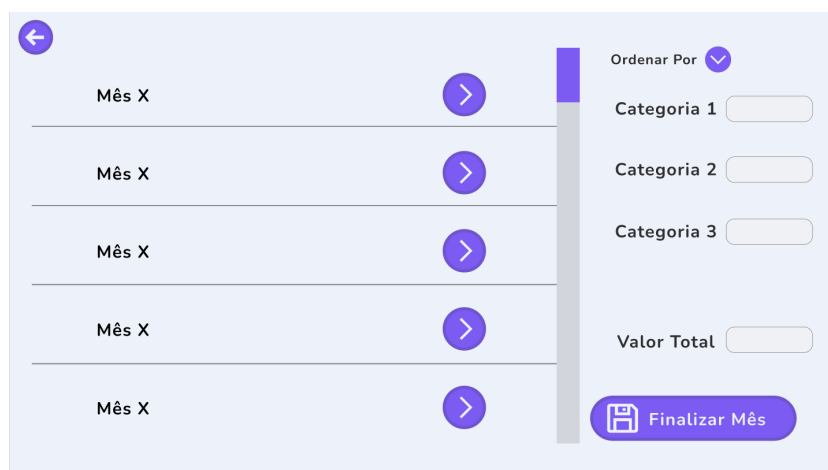 Mês X
Mês X
Mês X
Mês X
Mês X
Ordenar Por
Categoria 1
Categoria 2
Categoria 3
Valor Total
Finalizar Mês